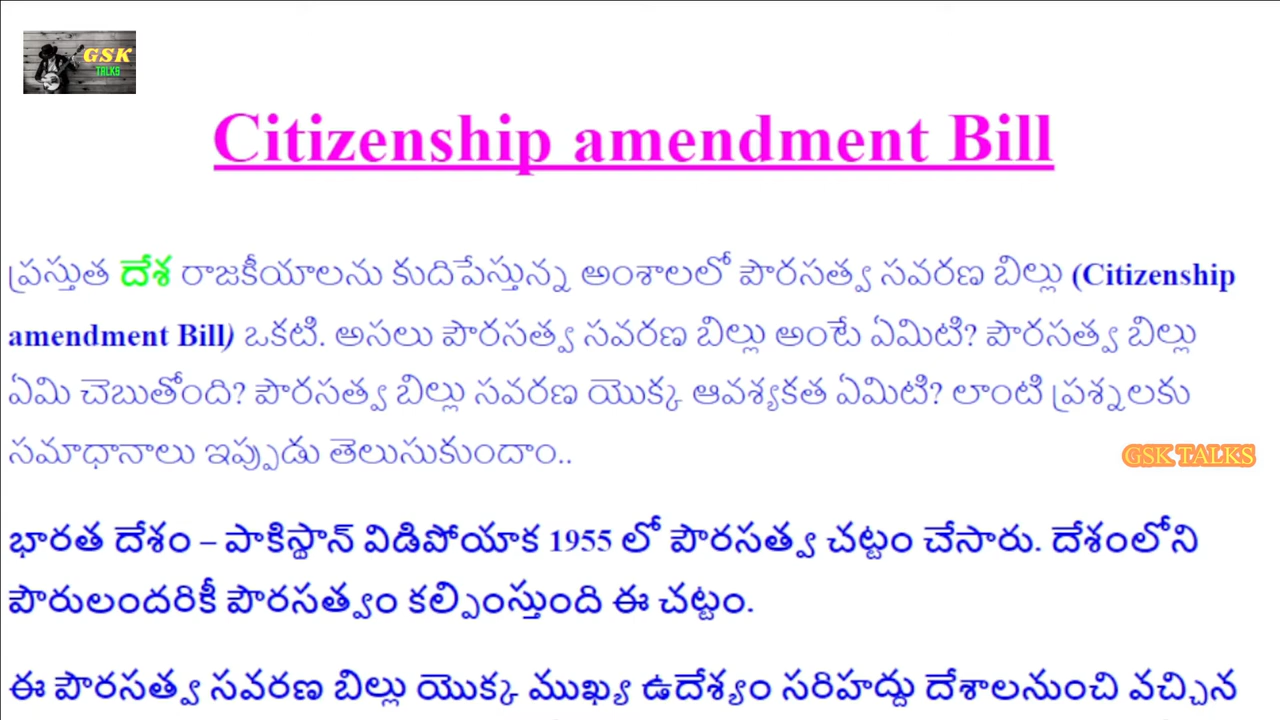 GSK
TALKS
Citizenship amendment Bill
ప్రస్తుత దేశ రాజకీయాలను కుదిపేస్తున్న అంశాలలో పౌరసత్వ సవరణ బిల్లు (Citizenship
amendment Bill) ఒకటి. అసలు పౌరసత్వ సవరణ బిల్లు అంటే ఏమిటి? పౌరసత్వ బిల్లు
ఏమి చెబుతోంది? పౌరసత్వ బిల్లు సవరణ యొక్క ఆవశ్యకత ఏమిటి? లాంటి ప్రశ్నలకు
సమాధానాలు ఇప్పుడు తెలుసుకుందాం..
GSK TALKS
భారత దేశం – పాకిస్థాన్ విడిపోయాక 1955 లో పౌరసత్వ చట్టం చేసారు. దేశంలోని
పౌరులందరికీ పౌరసత్వం కల్పింస్తుంది ఈ చట్టం.
ఈ పౌరసత్వ సవరణ బిల్లు యొక్క ముఖ్య ఉదేశ్యం సరిహద్దు దేశాలనుంచి వచ్చిన